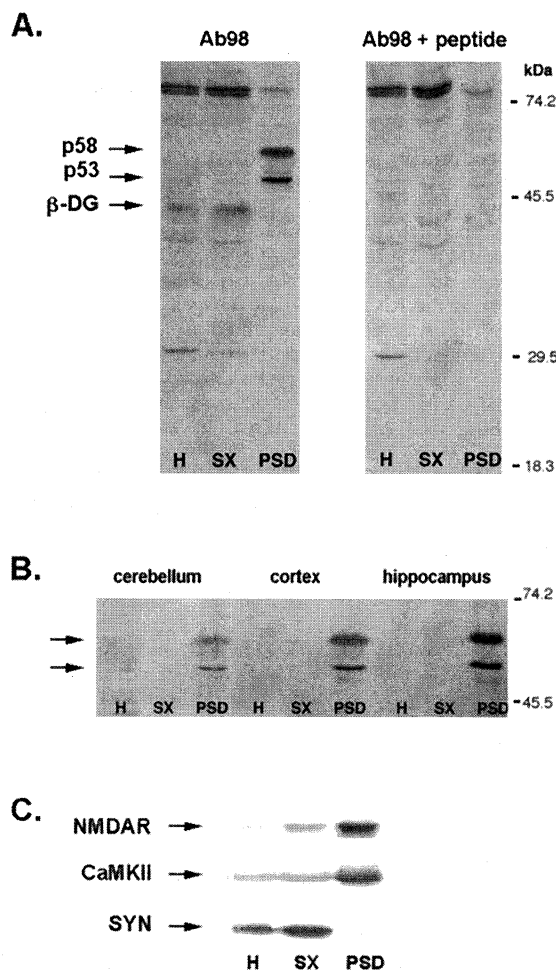 A.
Ab98
Ab98 + peptide
kDa
74.2
p58
p53
45.5
β-DG
29.5
H SX PSD
H SX PSD
18.3
B.
cerebellum cortex hippocampus
74.2
45.5
H SX PSD H SX PSD H SX PSD
C.
NMDAR
CaMKII
SYN
H SX PSD